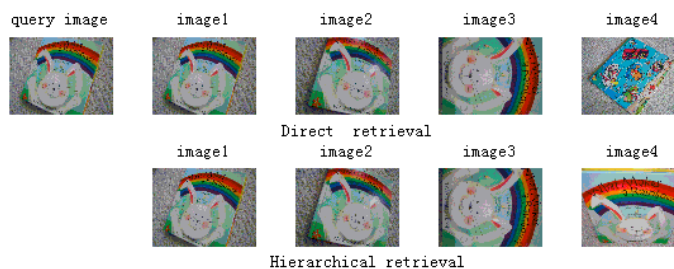 query image image1 image2 image3 image4
Direct retrieval
image1 image2 image3 image4
Hierarchical retrieval